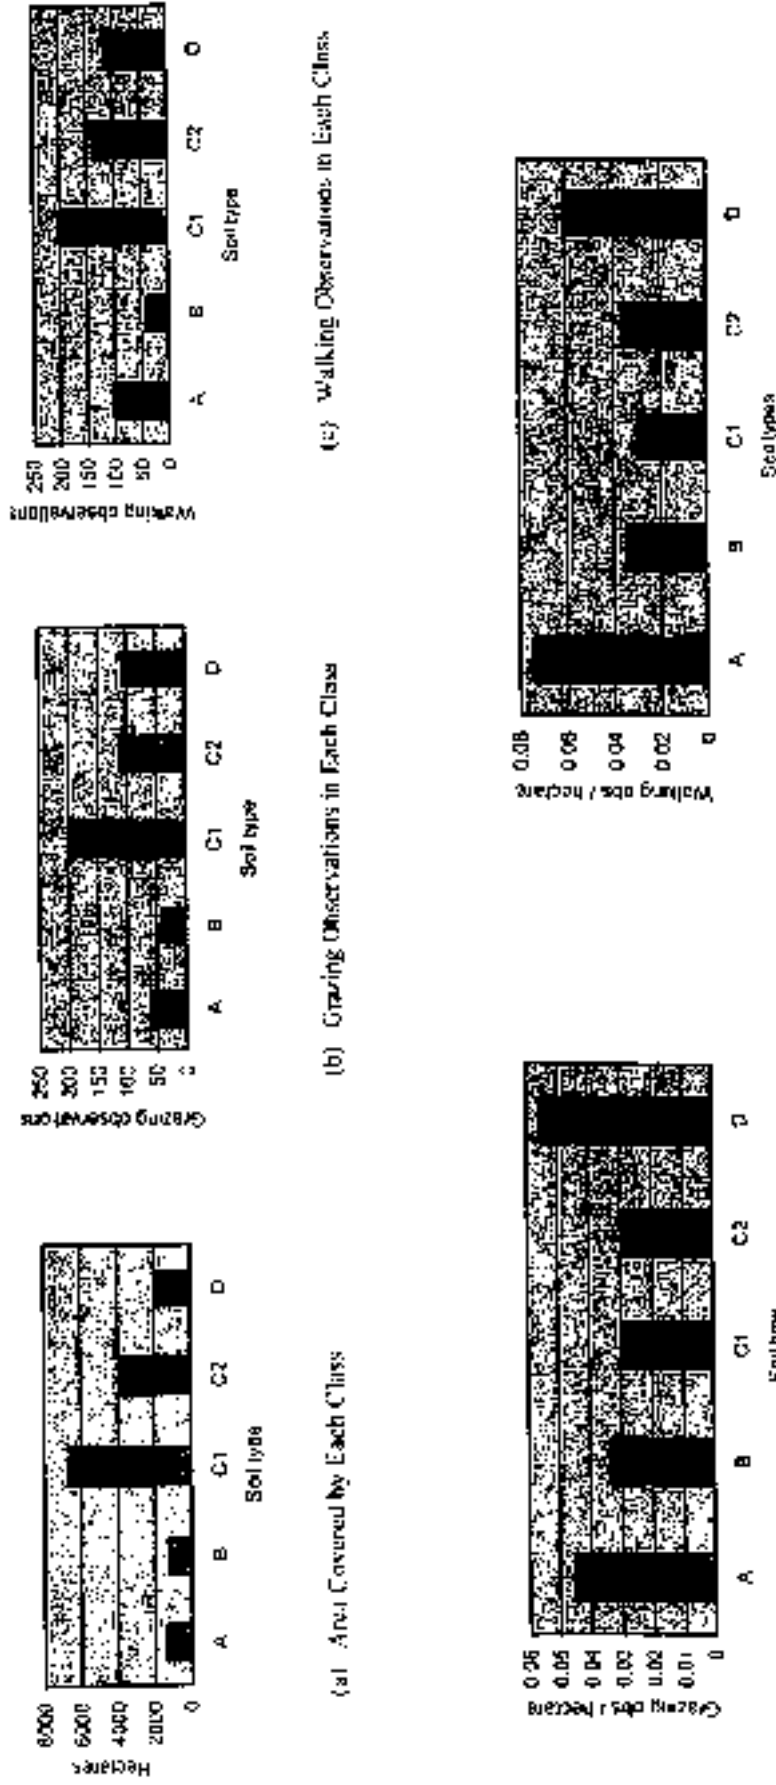 Hectares
8000
6000
4000
2000
0
A B C1 C2 D
Soil type
(a) Area Covered by Each Class
Grazing observations
250
200
150
100
50
0
A B C1 C2 D
Soil type
(b) Grazing Observations in Each Class
Walking observations
250
200
150
100
50
0
A B C1 C2 D
Soil type
(c) Walking Observations in Each Class
Grazing obs / hectare
0.06
0.05
0.04
0.03
0.02
0.01
0
A B C1 C2 D
Soil type
Walking obs / hectare
0.08
0.06
0.04
0.02
0
A B C1 C2 D
Soil types